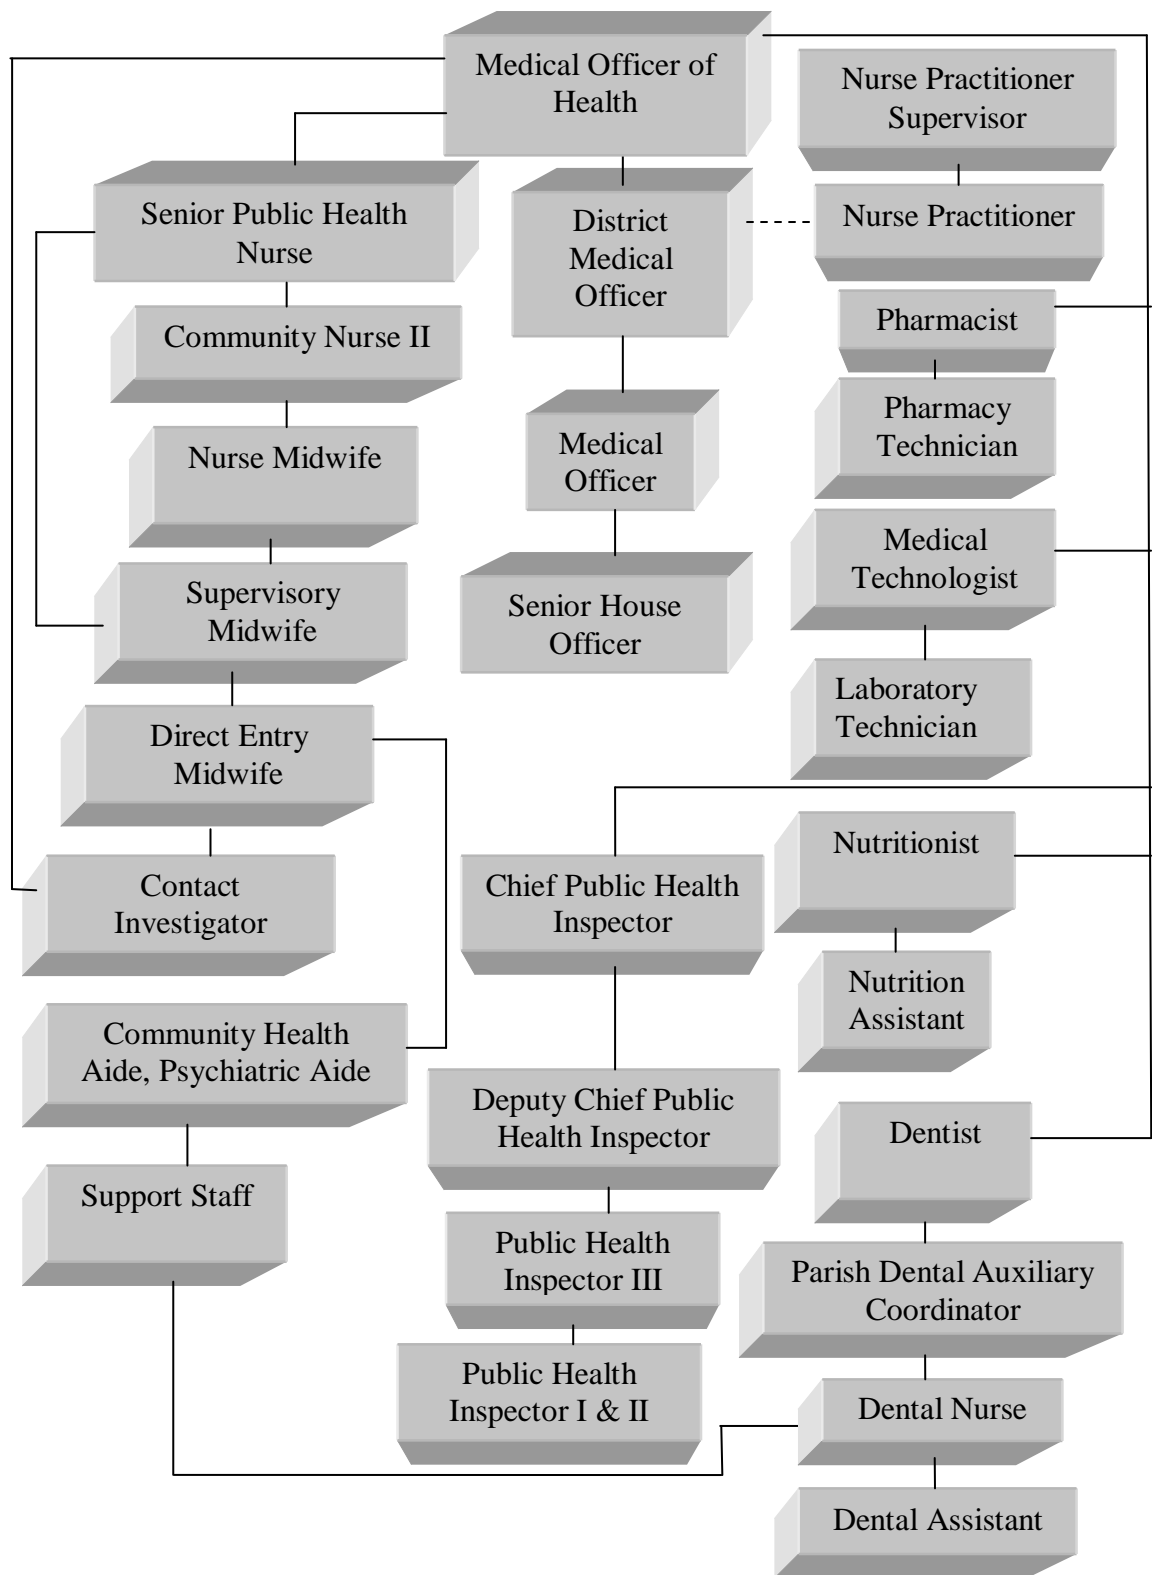 Medical Officer of
Health
Nurse Practitioner
Supervisor
Senior Public Health
Nurse
District
Medical
Officer
Nurse Practitioner
Community Nurse II
Pharmacist
Nurse Midwife
Medical
Officer
Pharmacy
Technician
Supervisory
Midwife
Senior House
Officer
Medical
Technologist
Direct Entry
Midwife
Laboratory
Technician
Contact
Investigator
Chief Public Health
Inspector
Nutritionist
Nutrition
Assistant
Community Health
Aide, Psychiatric Aide
Deputy Chief Public
Health Inspector
Dentist
Support Staff
Public Health
Inspector III
Parish Dental Auxiliary
Coordinator
Public Health
Inspector I & II
Dental Nurse
Dental Assistant